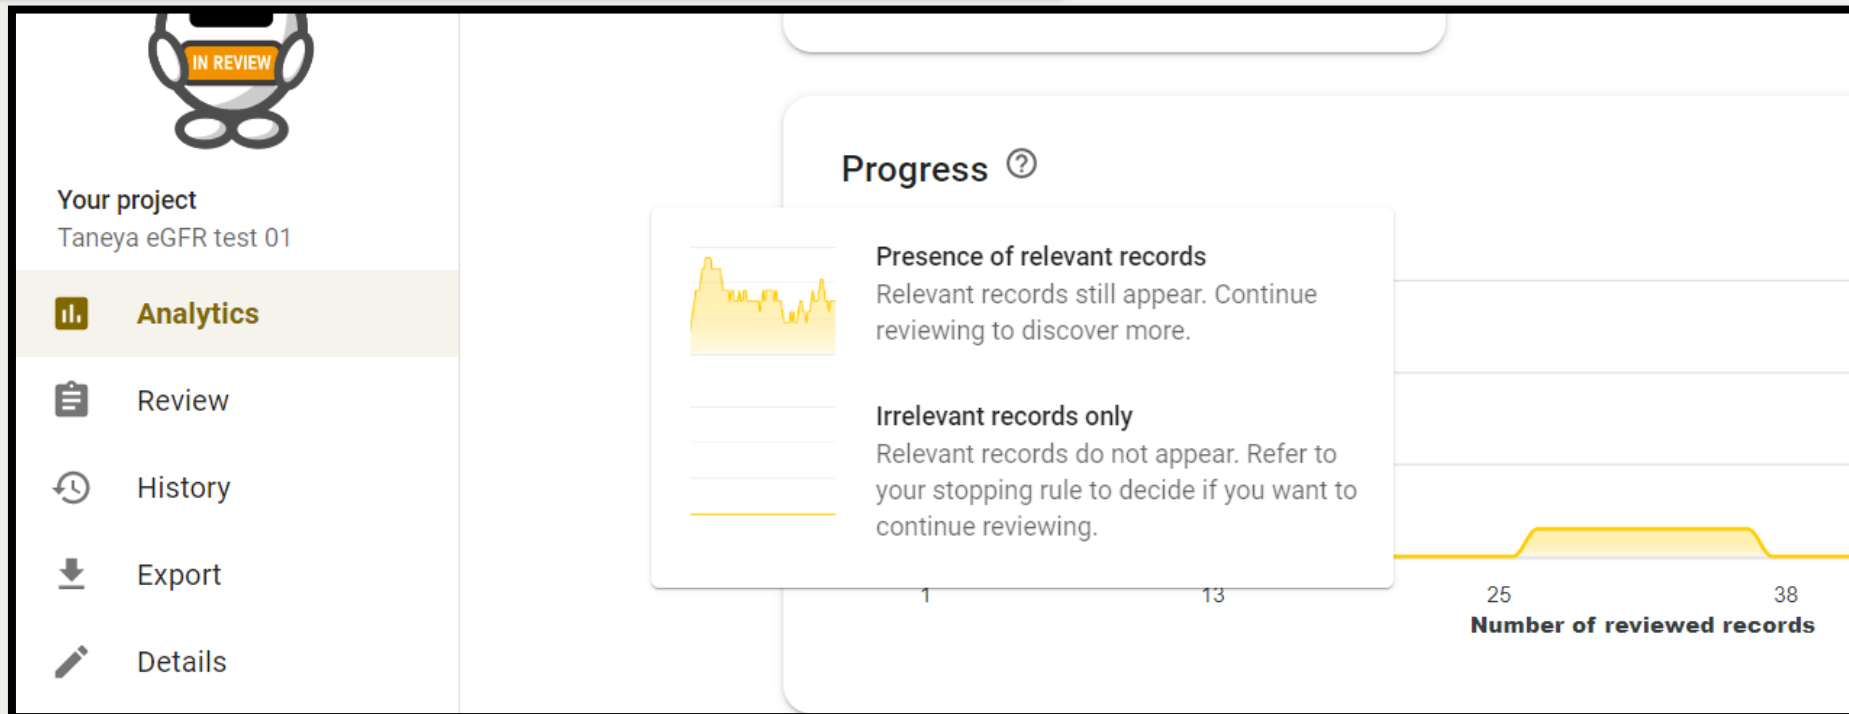 IN REVIEW
Your project
Taneya eGFR test 01
Analytics
Review
History
Export
Details
Progress
Presence of relevant records
Relevant records still appear. Continue
reviewing to discover more.
Irrelevant records only
Relevant records do not appear. Refer to
your stopping rule to decide if you want to
continue reviewing.
1 13 25 38
Number of reviewed records